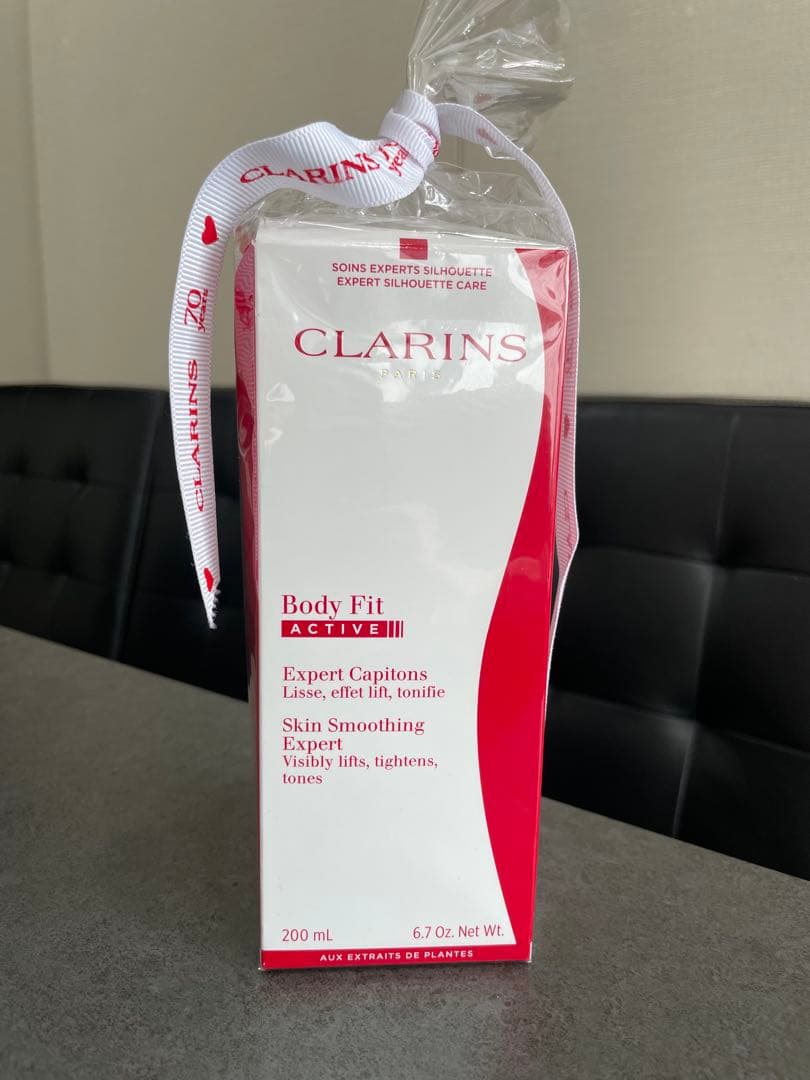 CLARINS
years
CLARINS 70 years
SOINS EXPERTS SILHOUETTE
EXPERT SILHOUETTE CARE
CLARINS
PARIS
Body Fit
ACTIVE
Expert Capitons
Lisse, effet lift, tonifie
Skin Smoothing
Expert
Visibly lifts, tightens,
tones
200 mL
6.7 Oz. Net Wt.
AUX EXTRAITS DE PLANTES